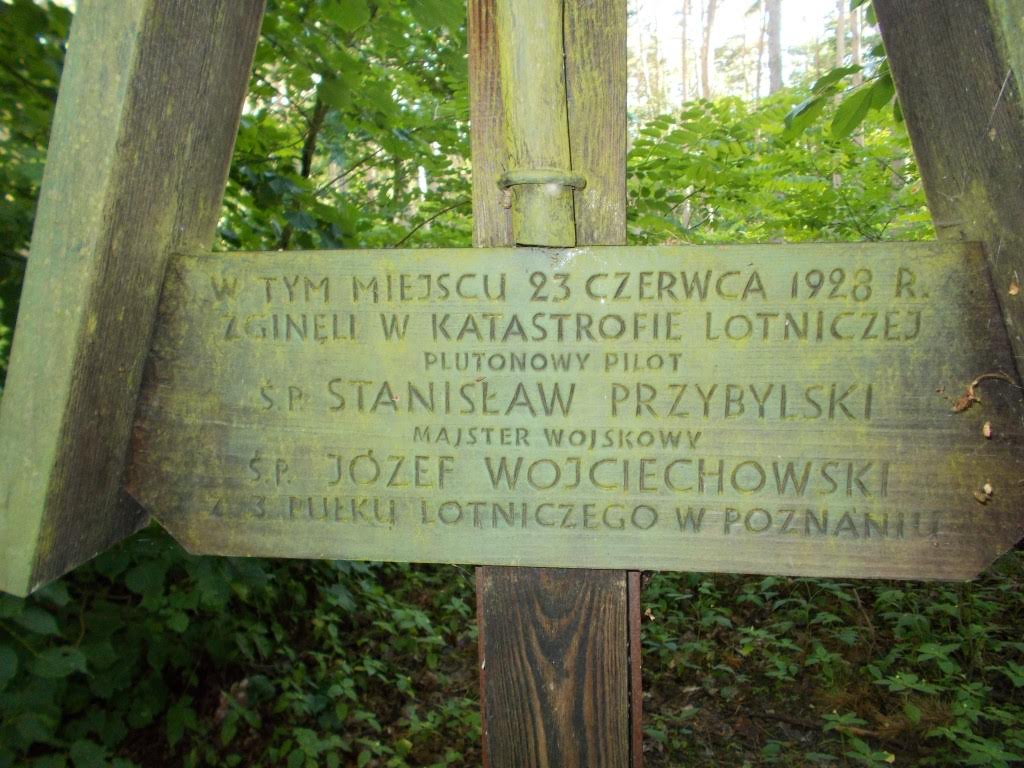 W TYM MIEJSCU 23 CZERWCA 1928 R.
ZGINĘLI W KATASTROFIE LOTNICZEJ
PLUTONOWY PILOT
Ś.P. STANISŁAW PRZYBYLSKI
MAJSTER WOJSKOWY
Ś.P. JÓZEF WOJCIECHOWSKI
Z 3 PUŁKU LOTNICZEGO W POZNANIU